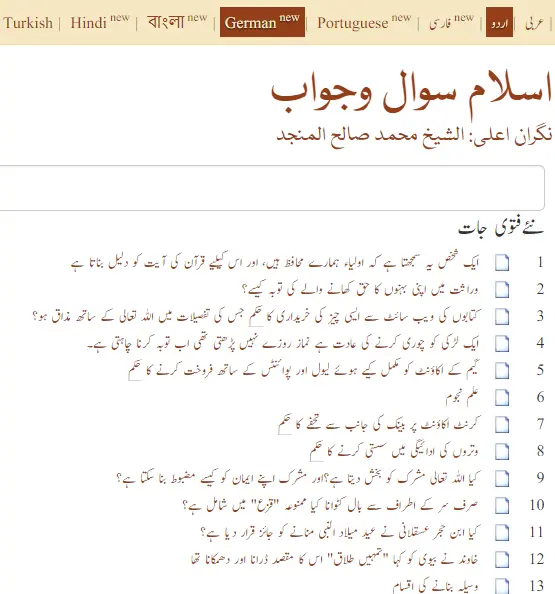 Turkish | Hindi new | বাংলা new | German new | Portuguese new | فارسی new | اردو | عربی |
اسلام سوال وجواب
نگران اعلی: الشیخ محمد صالح المنجد
نئے فتوی جات
1 ایک شخص یہ سمجھتا ہے کہ اولیاء ہمارے محافظ ہیں، اور اس کیلیے قرآن کی آیت کو دلیل بناتا ہے
2 وراثت میں اپنی بہنوں کا حق کھانے والے کی توبہ کیسے؟
3 کتابوں کی ویب سائٹ سے ایسی چیز کی خریداری کا حکم جس کی تفصیلات میں اللہ تعالی کے ساتھ مذاق ہو؟
4 ایک لڑکی کو چوری کرنے کی عادت ہے نماز روزے نہیں پڑھتی تھی اب توبہ کرنا چاہتی ہے۔
5 گیم کے اکاؤنٹ کو مکمل کیے ہوئے لیول اور پوائنٹس کے ساتھ فروخت کرنے کا حکم
6 علم نجوم
7 کرنٹ اکاؤنٹ پر بینک کی جانب سے تحفے کا حکم
8 وتروں کی ادائیگی میں سستی کرنے کا حکم
9 کیا اللہ تعالی مشرک کو بخش دیتا ہے؟ اور مشرک اپنے ایمان کو کیسے مضبوط بنا سکتا ہے؟
10 صرف سر کے اطراف سے بال کٹوانا کیا ممنوعہ "قزع" میں شامل ہے؟
11 کیا ابن حجر عسقلانی نے عید میلاد النبی منانے کو جائز قرار دیا ہے؟
12 خاوند نے بیوی کو کہا "تمہیں طلاق" اس کا مقصد ڈرانا اور دھمکانا تھا
13 وسیلہ بنانے کی اقسام